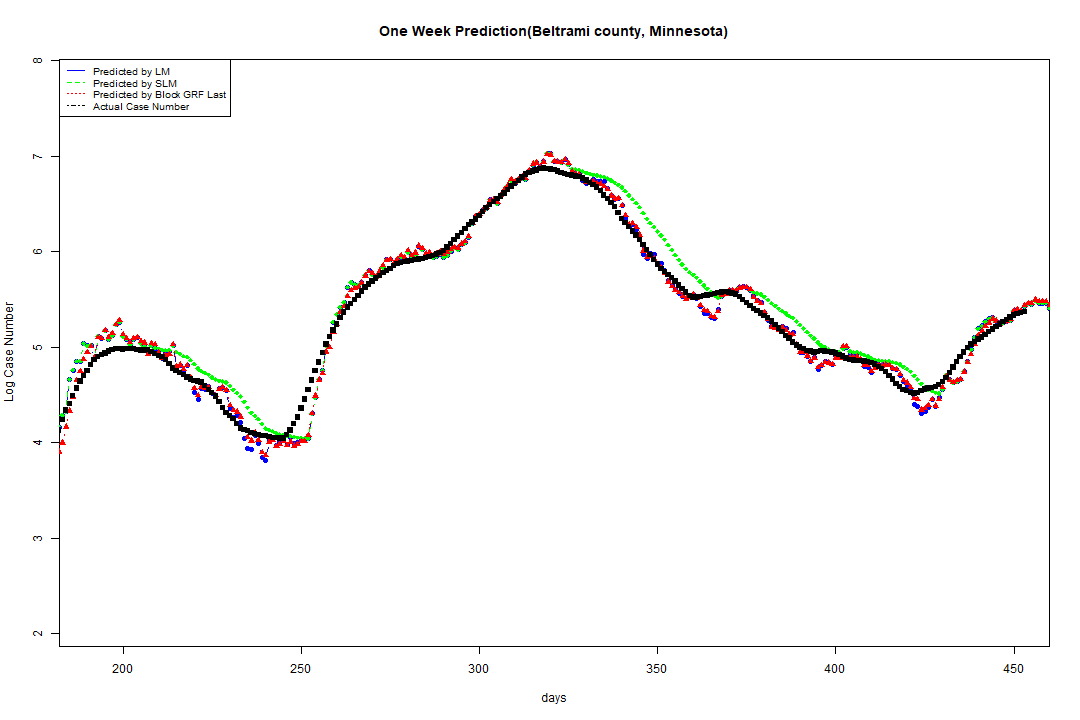 One Week Prediction(Beltrami county, Minnesota)
Predicted by LM
Predicted by SLM
Predicted by Block GRF Last
Actual Case Number
8
7
6
5
4
3
2
Log Case Number
200 250 300 350 400 450
days